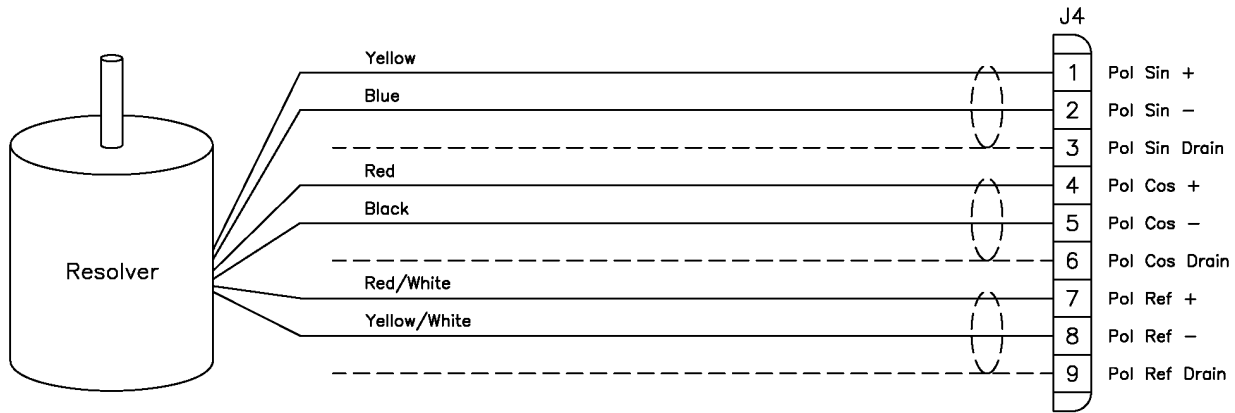 J4
Yellow
1 Pol Sin +
Blue
2 Pol Sin −
3 Pol Sin Drain
Red
4 Pol Cos +
Black
5 Pol Cos −
Resolver
6 Pol Cos Drain
Red/White
7 Pol Ref +
Yellow/White
8 Pol Ref −
9 Pol Ref Drain